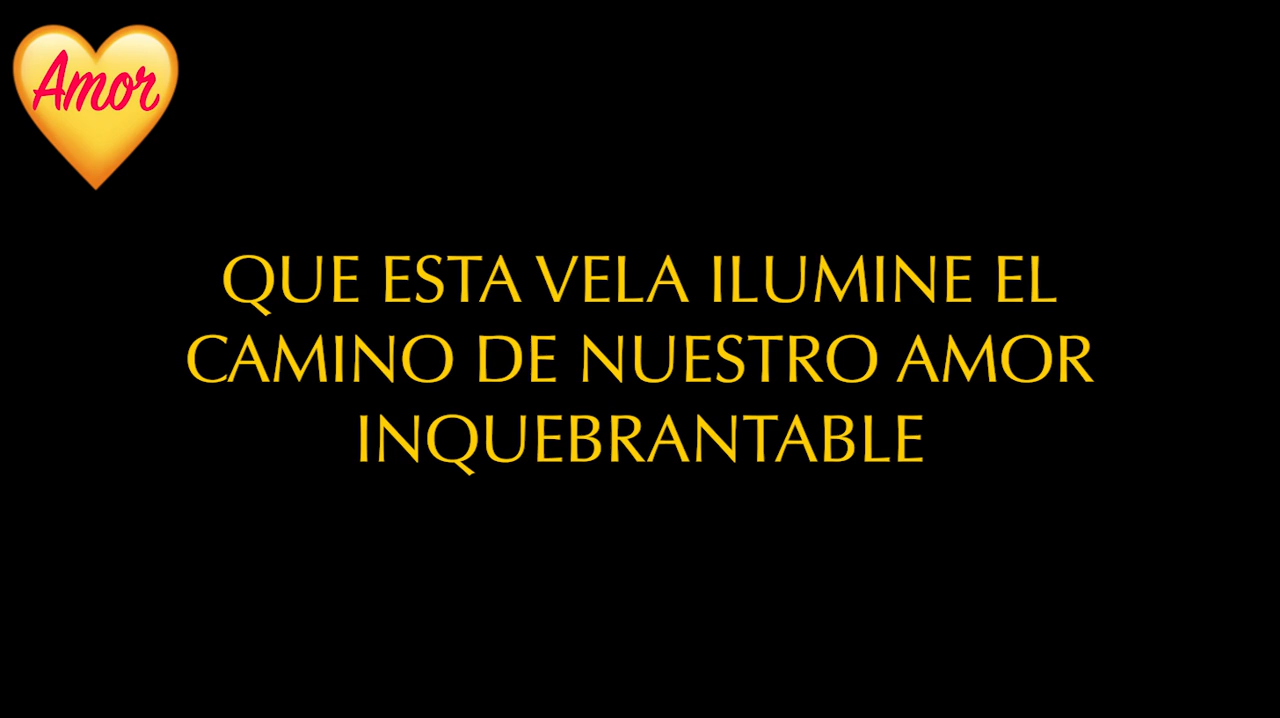 Amor
QUE ESTA VELA ILUMINE EL
CAMINO DE NUESTRO AMOR
INQUEBRANTABLE